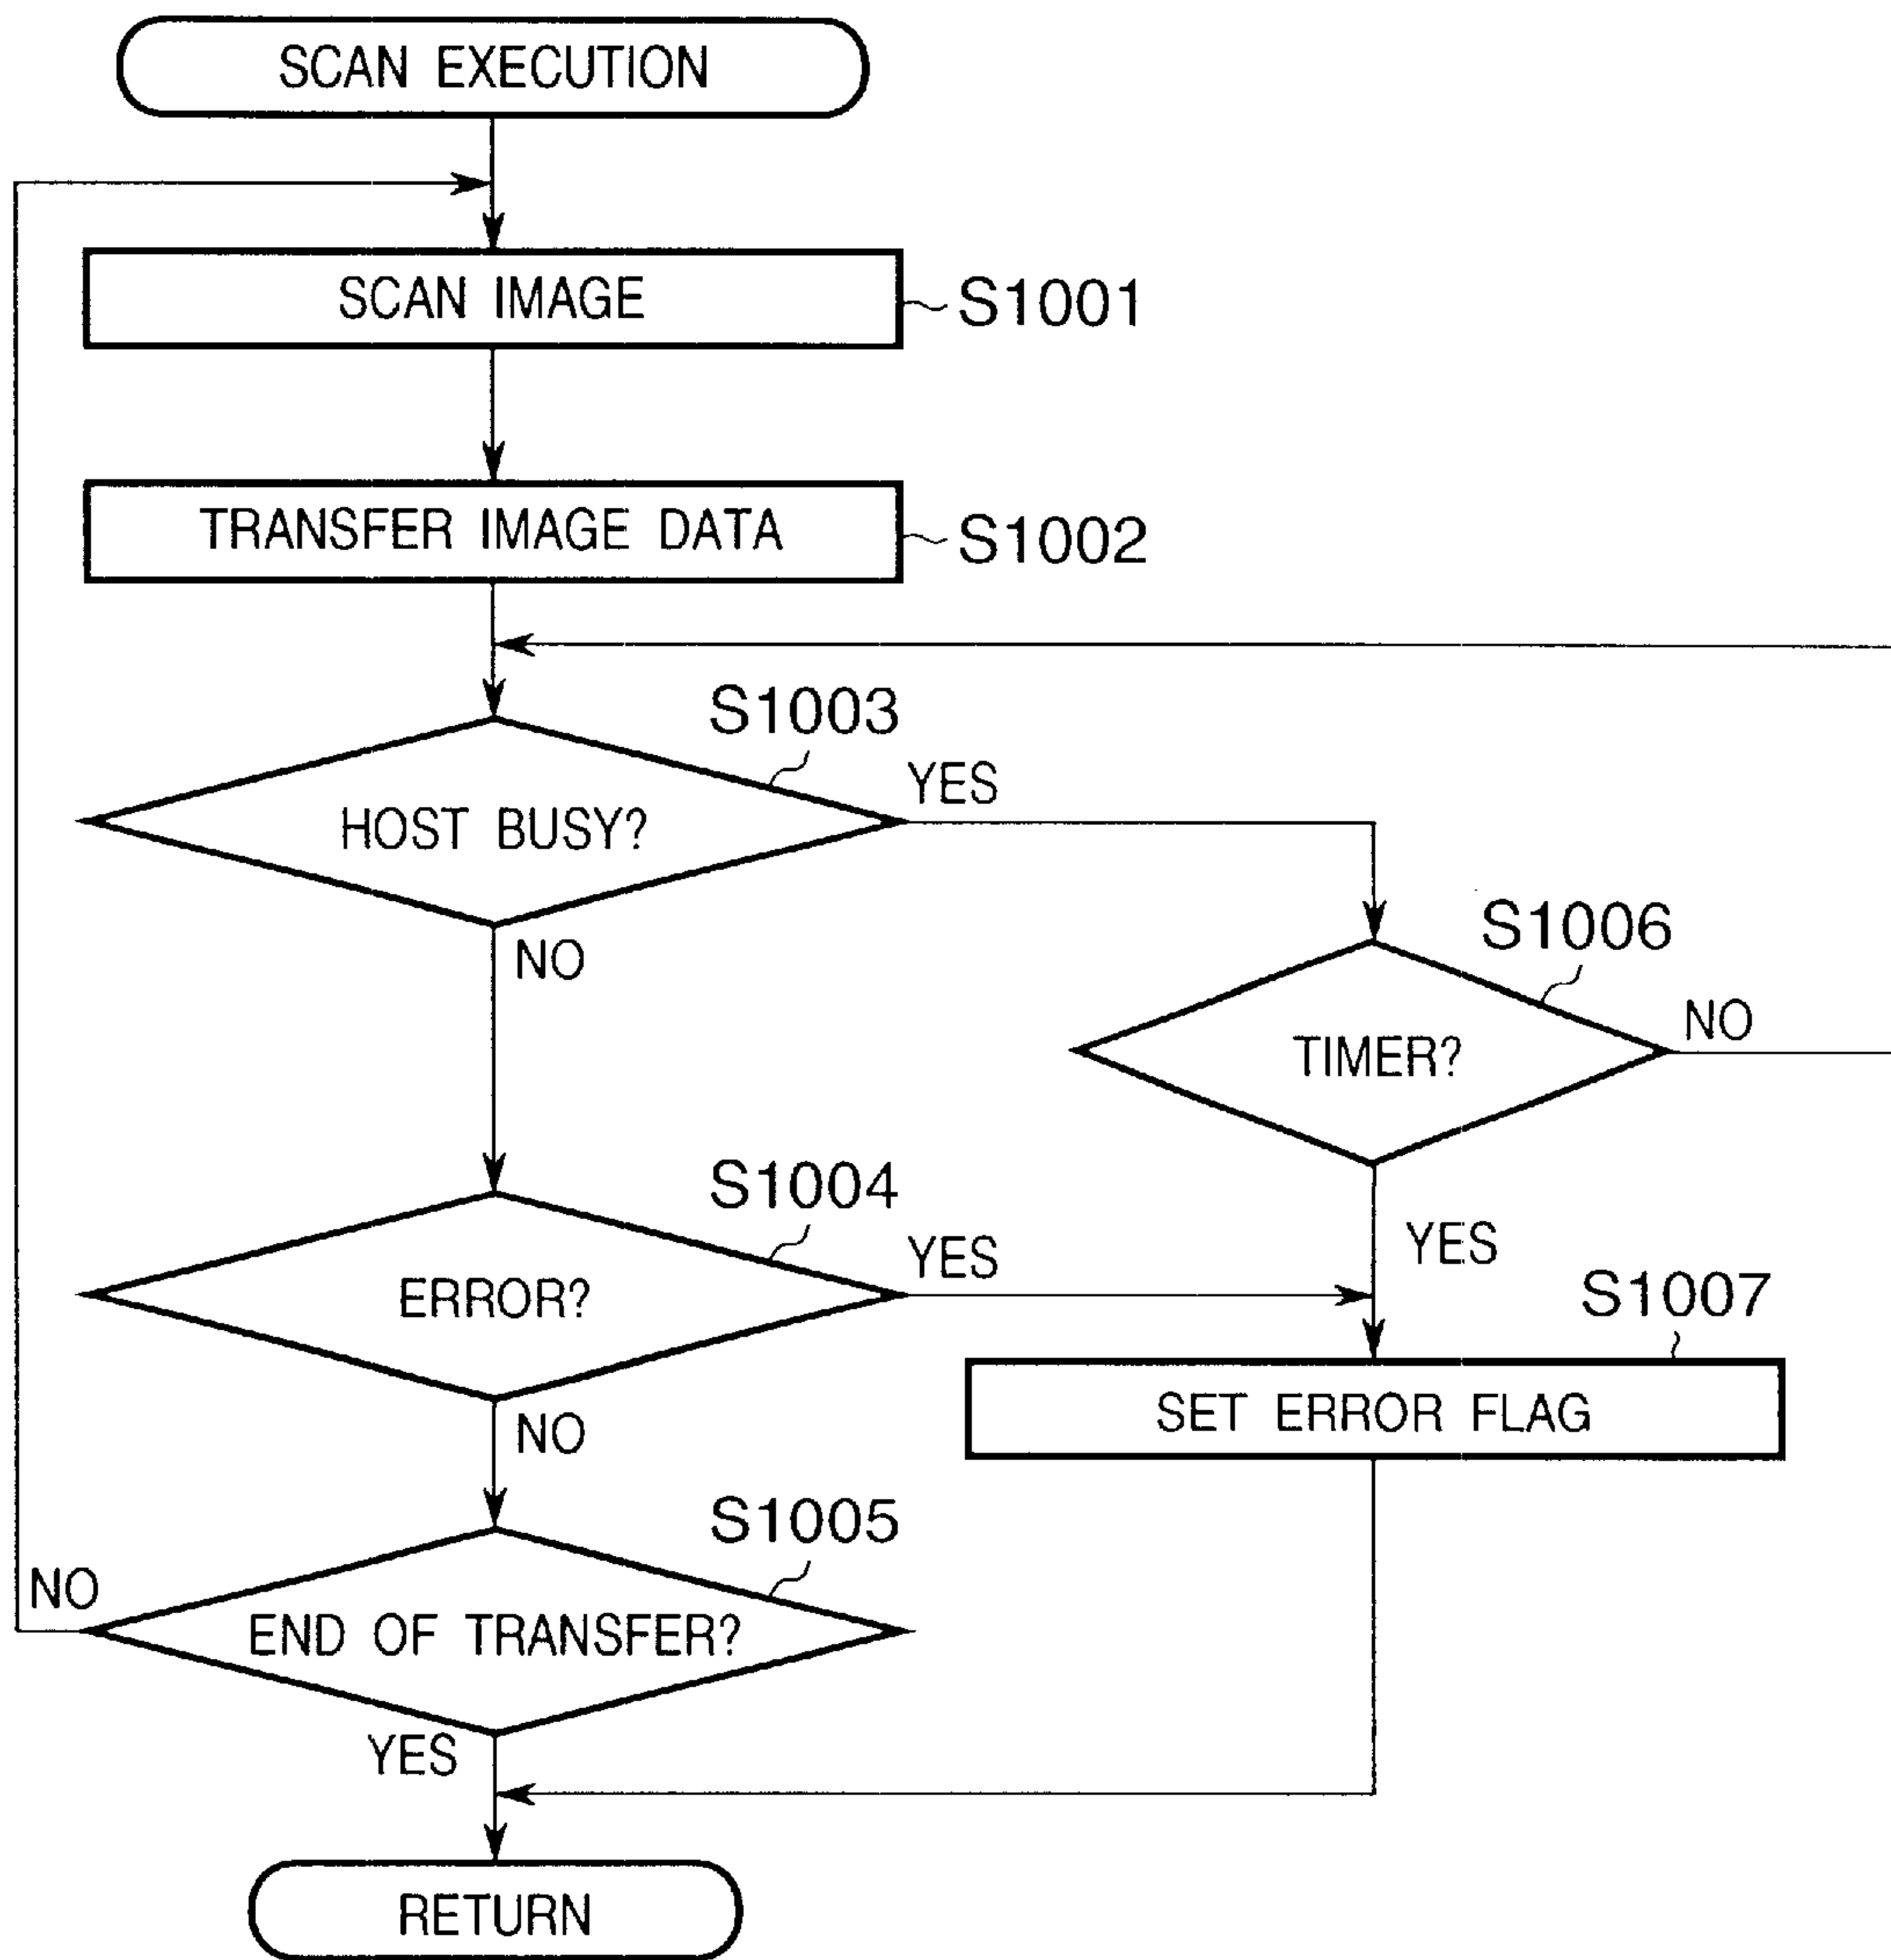 SCAN EXECUTION
SCAN IMAGE
S1001
TRANSFER IMAGE DATA
S1002
S1003
YES
HOST BUSY?
NO
S1006
NO
TIMER?
S1004
YES
YES
ERROR?
S1007
SET ERROR FLAG
NO
S1005
NO
END OF TRANSFER?
YES
RETURN